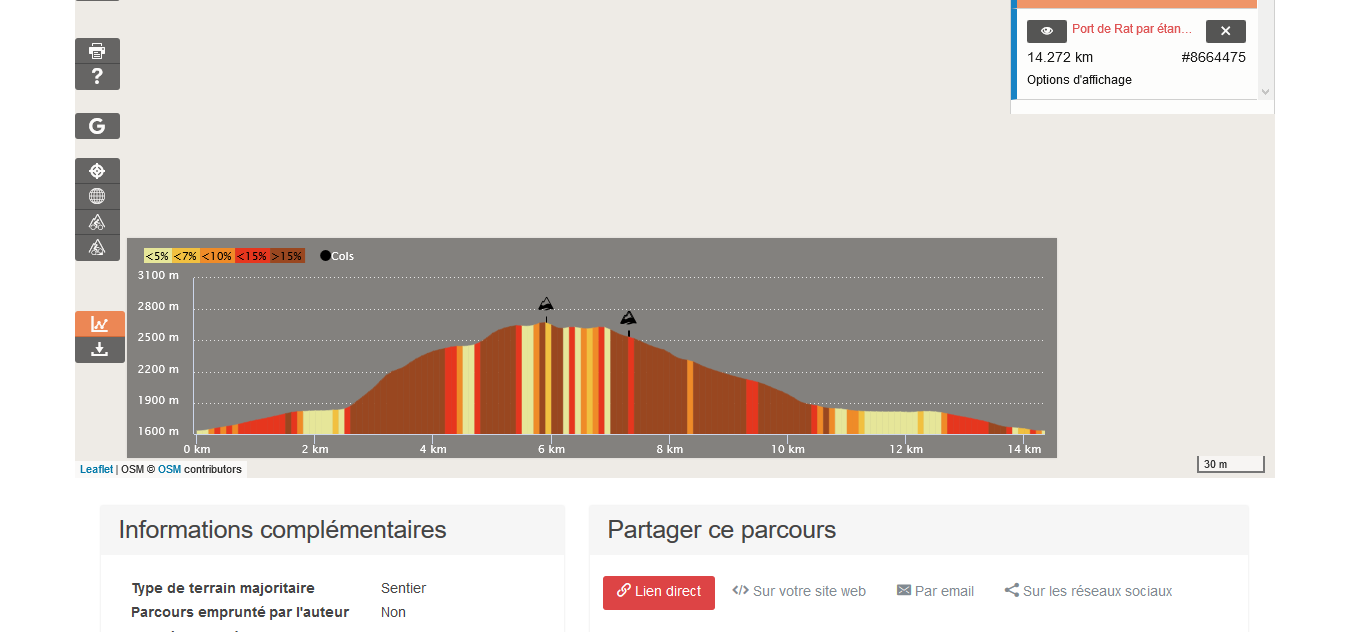 Port de Rat par étan...
14.272 km #8664475
Options d'affichage
?
G
<5% <7% <10% <15% >15% Cols
3100 m
2800 m
2500 m
2200 m
1900 m
1600 m
0 km 2 km 4 km 6 km 8 km 10 km 12 km 14 km
Leaflet | OSM © OSM contributors
30 m
Informations complémentaires
Type de terrain majoritaire Sentier
Parcours emprunté par l'auteur Non
Partager ce parcours
Lien direct Sur votre site web Par email Sur les réseaux sociaux